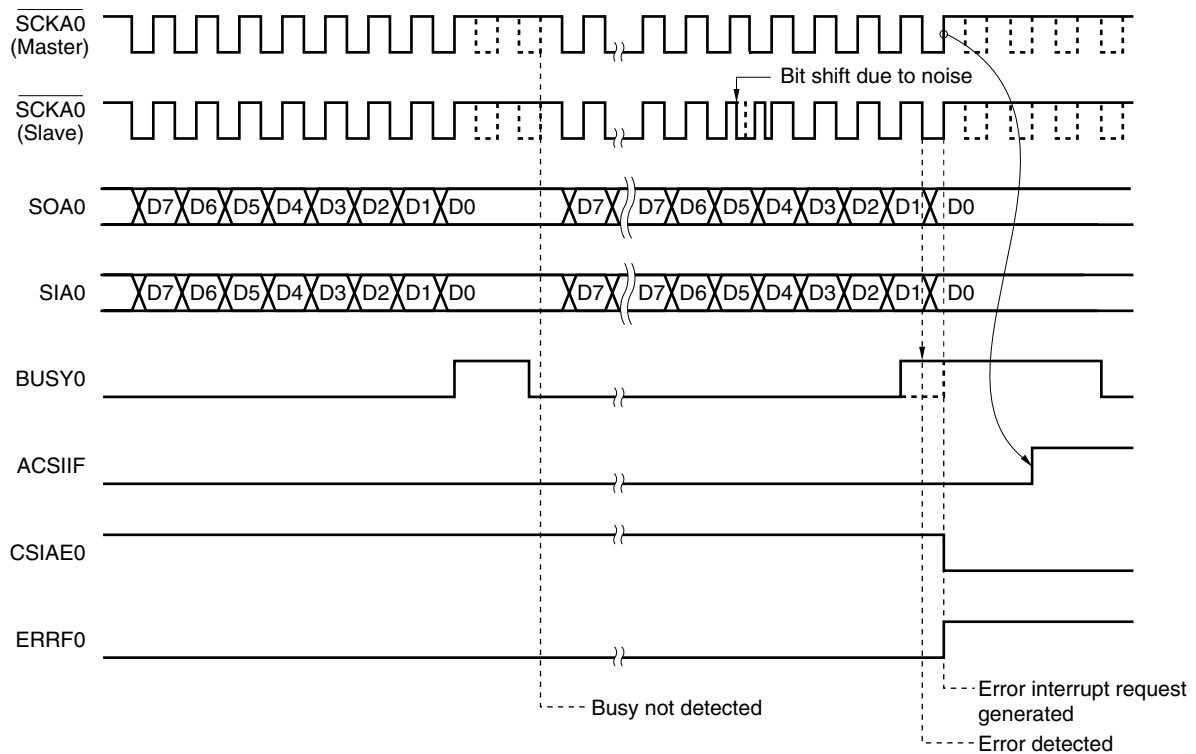 SCKA0
(Master)
Bit shift due to noise
SCKA0
(Slave)
SOA0 D7 D6 D5 D4 D3 D2 D1 D0 D7 D7 D6 D5 D4 D3 D2 D1 D0
SIA0 D7 D6 D5 D4 D3 D2 D1 D0 D7 D7 D6 D5 D4 D3 D2 D1 D0
BUSY0
ACSIIF
CSIAE0
ERRF0
Error interrupt request
generated
Busy not detected
Error detected